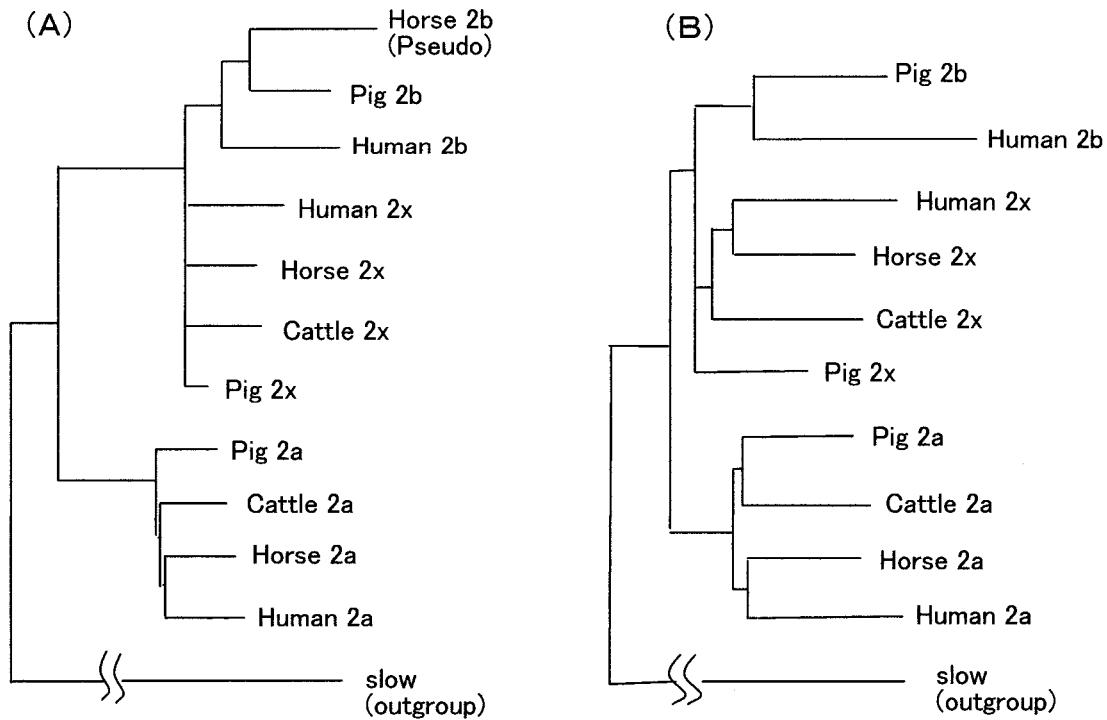 (A)
Horse 2b
(Pseudo)
Pig 2b
Human 2b
Human 2x
Horse 2x
Cattle 2x
Pig 2x
Pig 2a
Cattle 2a
Horse 2a
Human 2a
slow
(outgroup)
(B)
Pig 2b
Human 2b
Human 2x
Horse 2x
Cattle 2x
Pig 2x
Pig 2a
Cattle 2a
Horse 2a
Human 2a
slow
(outgroup)